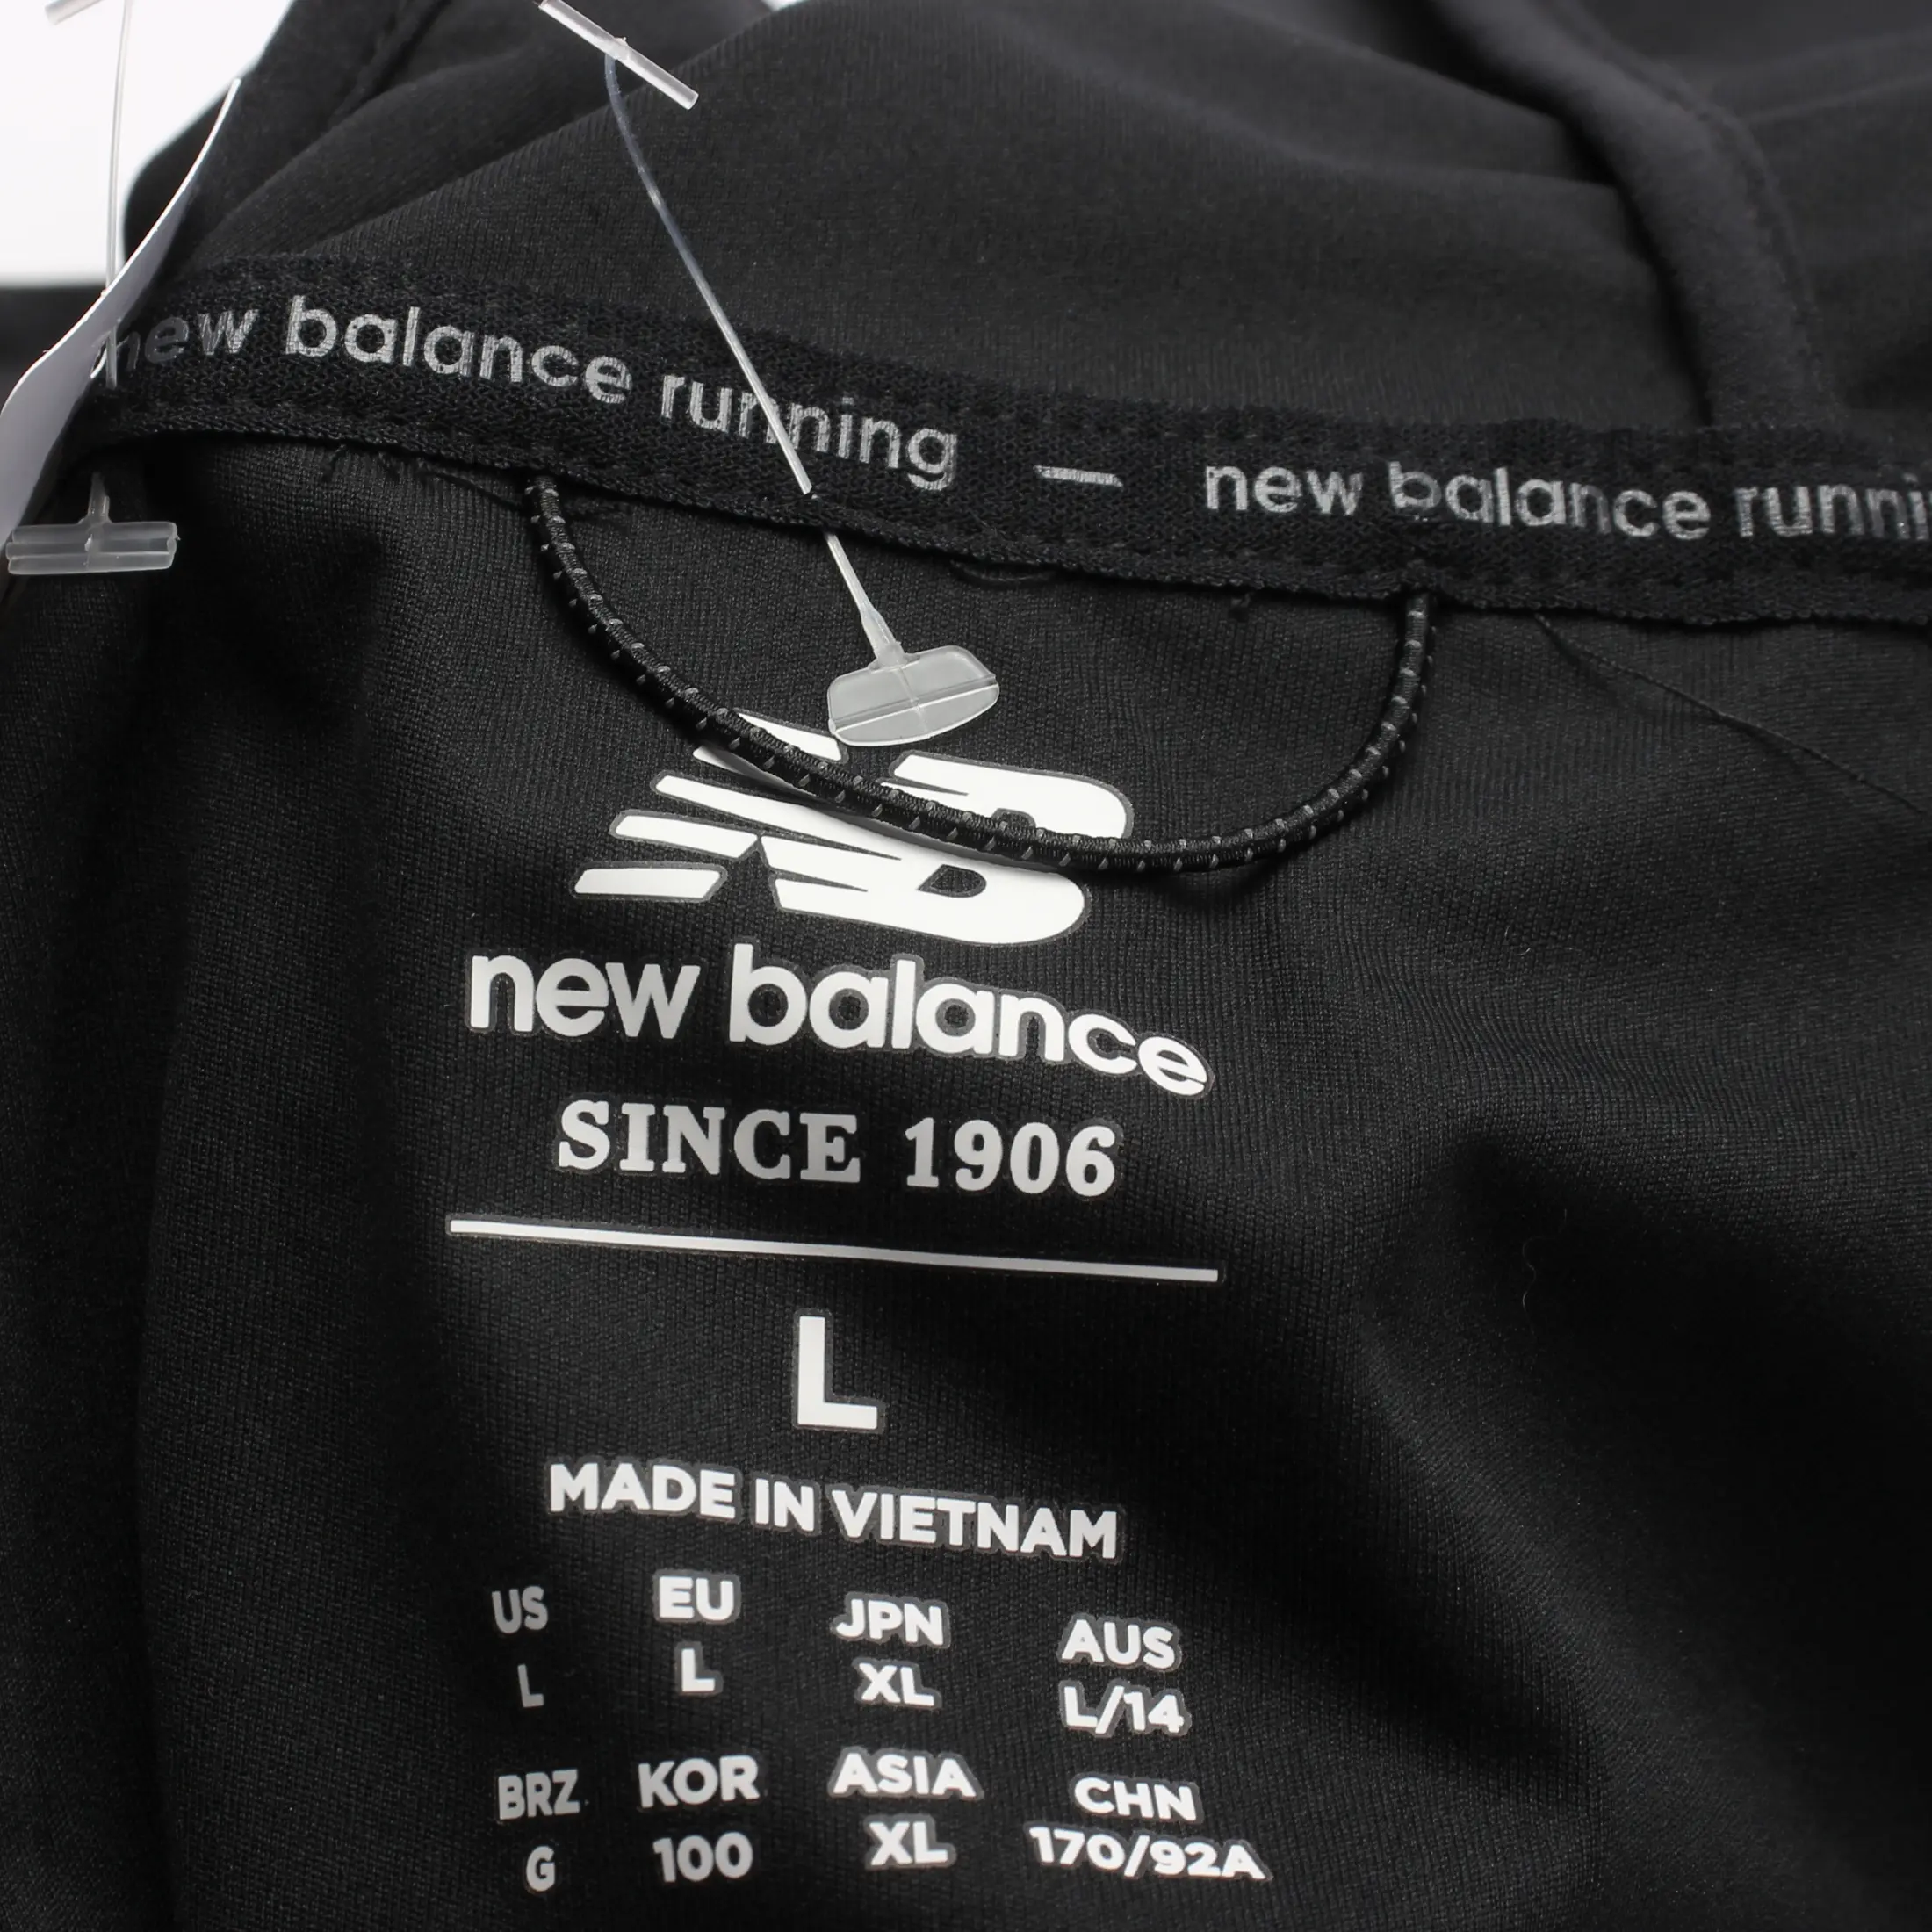 new balance running — new balance runni
NB
new balance
SINCE 1906
L
MADE IN VIETNAM
US EU JPN AUS
L L XL L/14
BRZ KOR ASIA CHN
G 100 XL 170/92A